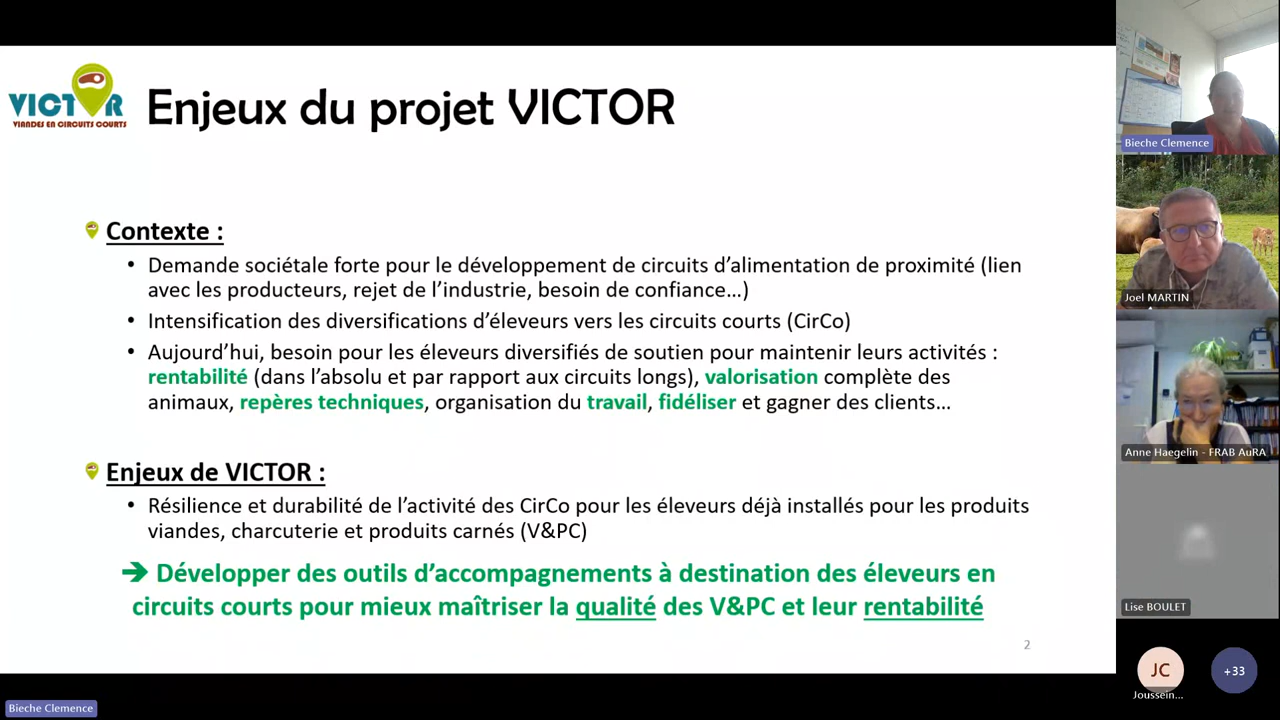 VICTOR
VIANDES EN CIRCUITS COURTS
Enjeux du projet VICTOR
Contexte :
• Demande sociétale forte pour le développement de circuits d’alimentation de proximité (lien
avec les producteurs, rejet de l’industrie, besoin de confiance…)
• Intensification des diversifications d’éleveurs vers les circuits courts (CirCo)
• Aujourd’hui, besoin pour les éleveurs diversifiés de soutien pour maintenir leurs activités :
rentabilité (dans l’absolu et par rapport aux circuits longs), valorisation complète des
animaux, repères techniques, organisation du travail, fidéliser et gagner des clients…
Enjeux de VICTOR :
• Résilience et durabilité de l’activité des CirCo pour les éleveurs déjà installés pour les produits
viandes, charcuterie et produits carnés (V&PC)
➔ Développer des outils d’accompagnements à destination des éleveurs en
circuits courts pour mieux maîtriser la qualité des V&PC et leur rentabilité
2
Bieche Clemence
Joel MARTIN
Anne Haegelin - FRAB AuRA
Lise BOULET
JC
Joussein...
+33
Bieche Clemence